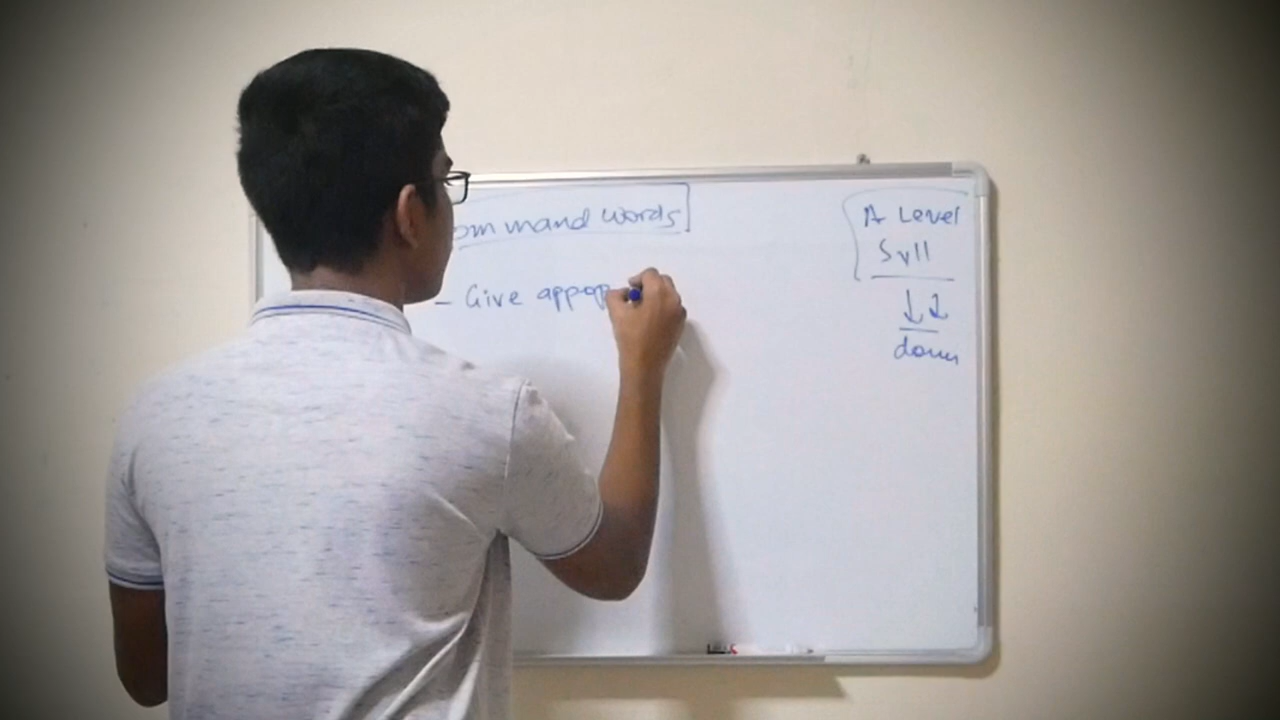 ommand words
- Give appop
A Level
Syll
down